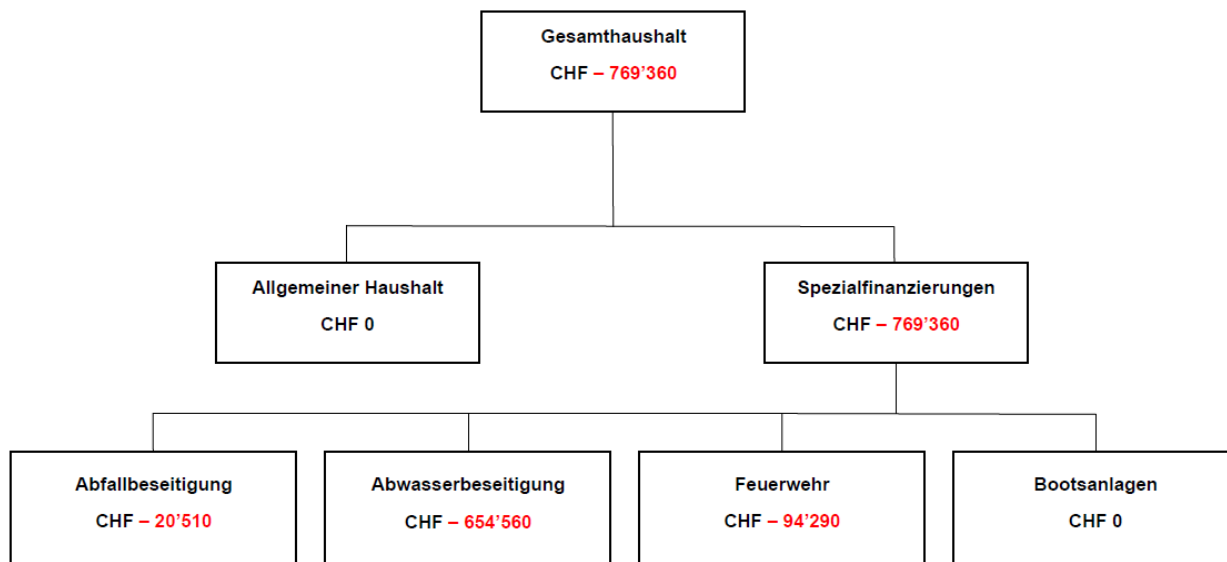 Gesamthaushalt
CHF – 769’360
Allgemeiner Haushalt
CHF 0
Spezialfinanzierungen
CHF – 769’360
Abfallbeseitigung
CHF – 20’510
Abwasserbeseitigung
CHF – 654’560
Feuerwehr
CHF – 94’290
Bootsanlagen
CHF 0